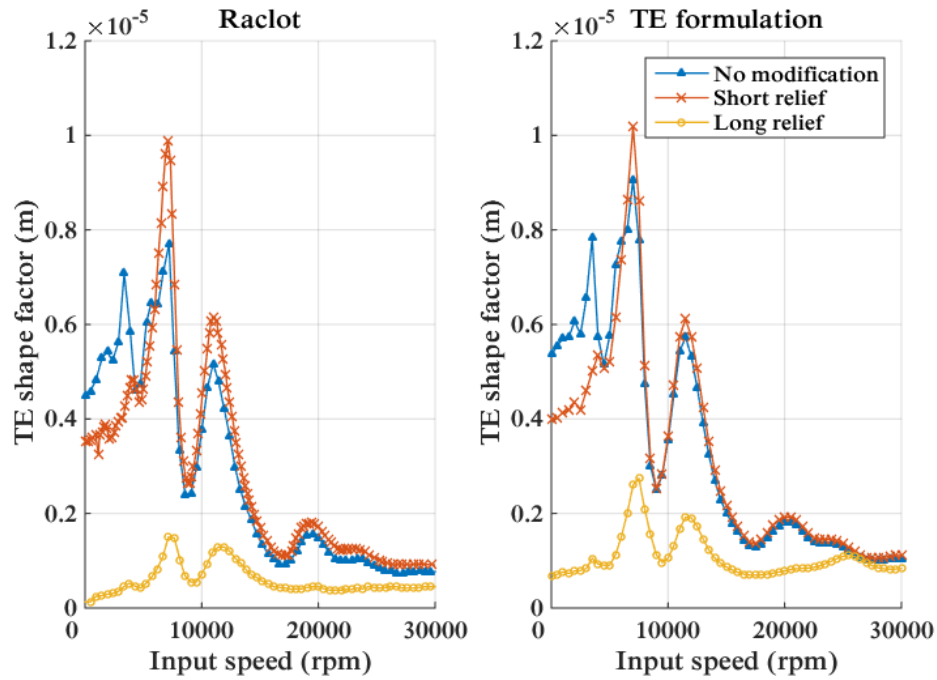 Raclot
×10^-5
1.2
1
0.8
0.6
0.4
0.2
0
0
10000
20000
30000
TE shape factor (m)
Input speed (rpm)
TE formulation
×10^-5
1.2
1
0.8
0.6
0.4
0.2
0
0
10000
20000
30000
TE shape factor (m)
Input speed (rpm)
No modification
Short relief
Long relief